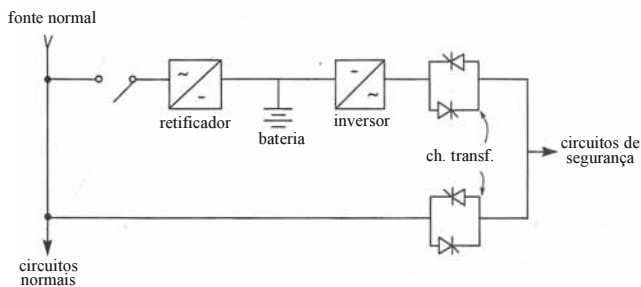 fonte normal
retificador
bateria
inversor
ch. transf.
circuitos de
segurança
circuitos
normais